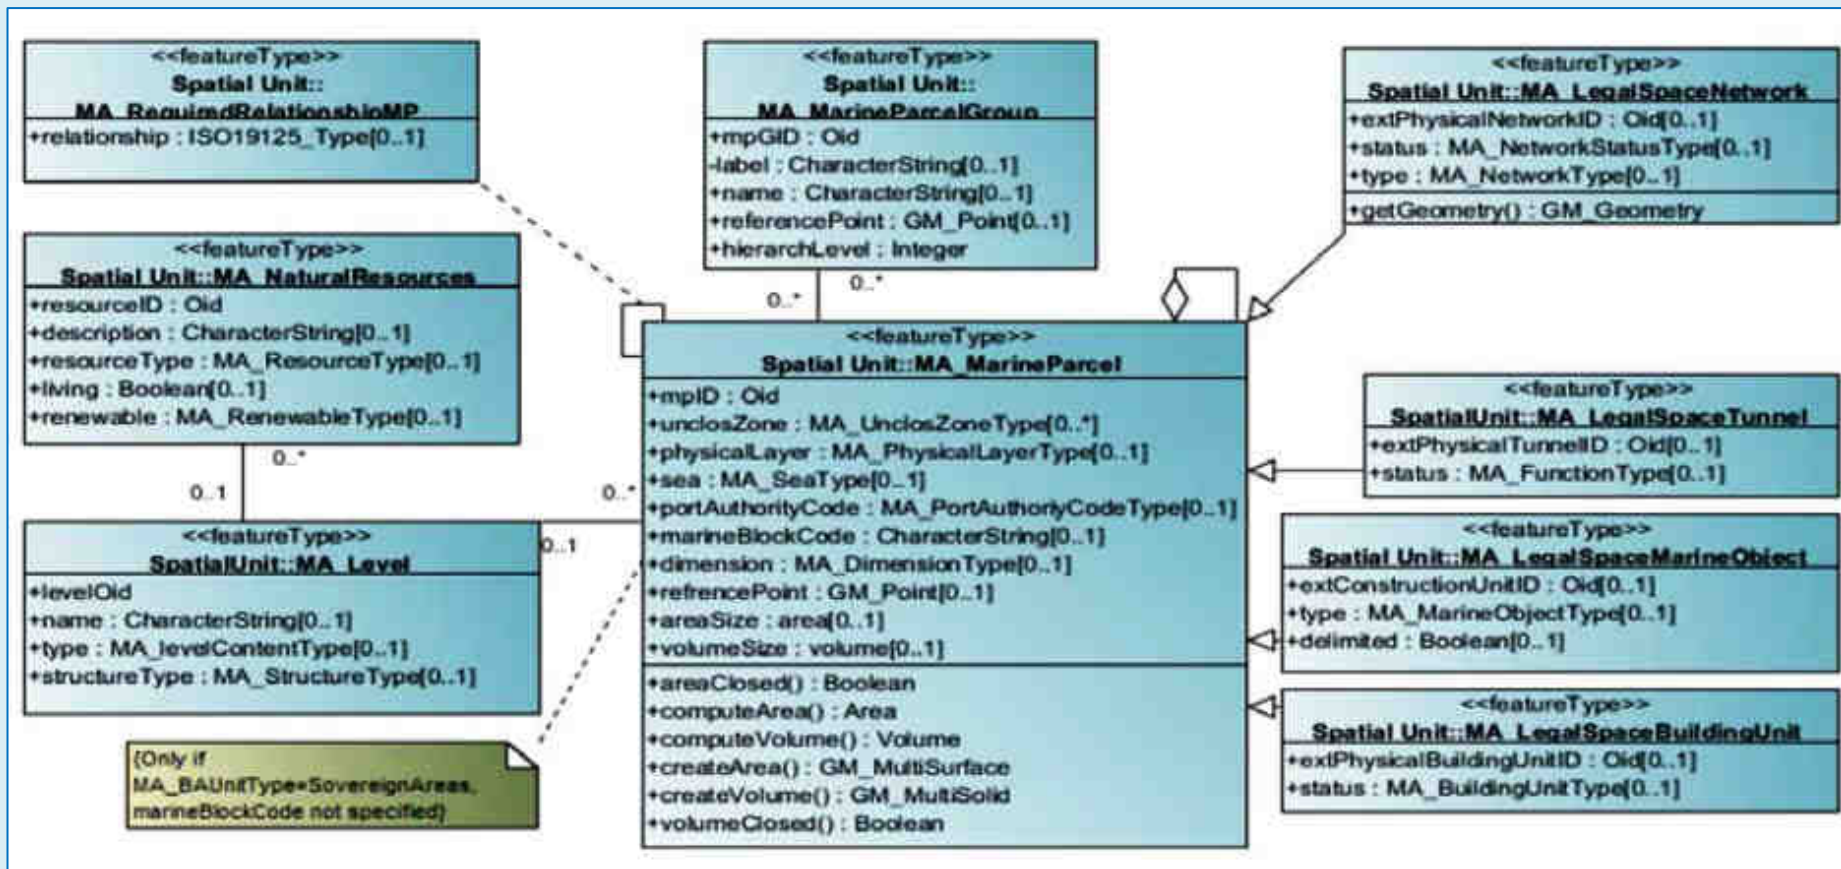 <<featureType>>
Spatial Unit::
MA_RequiredRelationshipMP
+relationship : ISO19125_Type[0..1]
<<featureType>>
Spatial Unit::
MA_MarineParcelGroup
+mpGID : Oid
-label : CharacterString[0..1]
+name : CharacterString[0..1]
+referencePoint : GM_Point[0..1]
+hierarchLevel : Integer
<<featureType>>
Spatial Unit::MA_LegalSpaceNetwork
+extPhysicalNetworkID : Oid[0..1]
+status : MA_NetworkStatusType[0..1]
+type : MA_NetworkType[0..1]
+getGeometry() : GM_Geometry
<<featureType>>
Spatial Unit::MA_NaturalResources
+resourceID : Oid
+description : CharacterString[0..1]
+resourceType : MA_ResourceType[0..1]
+living : Boolean[0..1]
+renewable : MA_RenewableType[0..1]
0..*
0..*
0..*
0..1
0..*
0..1
<<featureType>>
Spatial Unit::MA_MarineParcel
+mpID : Oid
+unclosZone : MA_UnclosZoneType[0..*]
+physicalLayer : MA_PhysicalLayerType[0..1]
+sea : MA_SeaType[0..1]
+portAuthorityCode : MA_PortAuthoriyCodeType[0..1]
+marineBlockCode : CharacterString[0..1]
+dimension : MA_DimensionType[0..1]
+refrencePoint : GM_Point[0..1]
+areaSize : area[0..1]
+volumeSize : volume[0..1]
+areaClosed() : Boolean
+computeArea() : Area
+computeVolume() : Volume
+createArea() : GM_MultiSurface
+createVolume() : GM_MultiSolid
+volumeClosed() : Boolean
<<featureType>>
SpatialUnit::MA_LegalSpaceTunnel
+extPhysicalTunnelID : Oid[0..1]
+status : MA_FunctionType[0..1]
<<featureType>>
SpatialUnit::MA_Level
+levelOid
+name : CharacterString[0..1]
+type : MA_levelContentType[0..1]
+structureType : MA_StructureType[0..1]
<<featureType>>
Spatial Unit::MA_LegalSpaceMarineObject
+extConstructionUnitID : Oid[0..1]
+type : MA_MarineObjectType[0..1]
+delimited : Boolean[0..1]
<<featureType>>
Spatial Unit::MA_LegalSpaceBuildingUnit
+extPhysicalBuildingUnitID : Oid[0..1]
+status : MA_BuildingUnitType[0..1]
{Only if
MA_BAUnitType=SovereignAreas,
marineBlockCode not specified}